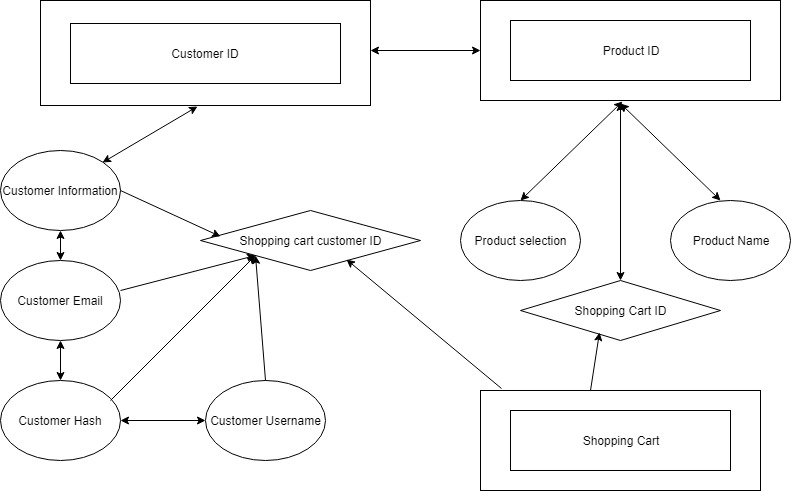 Customer ID
Product ID
Customer Information
Shopping cart customer ID
Product selection
Product Name
Customer Email
Shopping Cart ID
Customer Hash
Customer Username
Shopping Cart